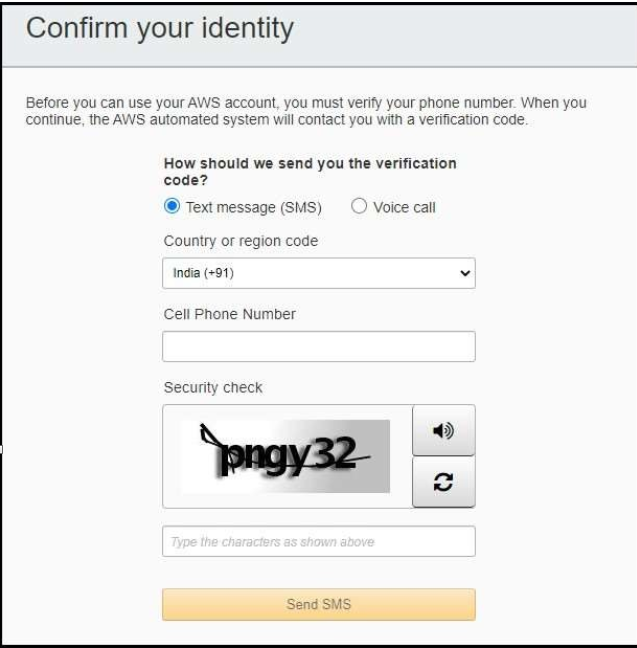 Confirm your identity
Before you can use your AWS account, you must verify your phone number. When you
continue, the AWS automated system will contact you with a verification code.
How should we send you the verification
code?
Text message (SMS) Voice call
Country or region code
India (+91)
Cell Phone Number
Security check
pngy32
Type the characters as shown above
Send SMS